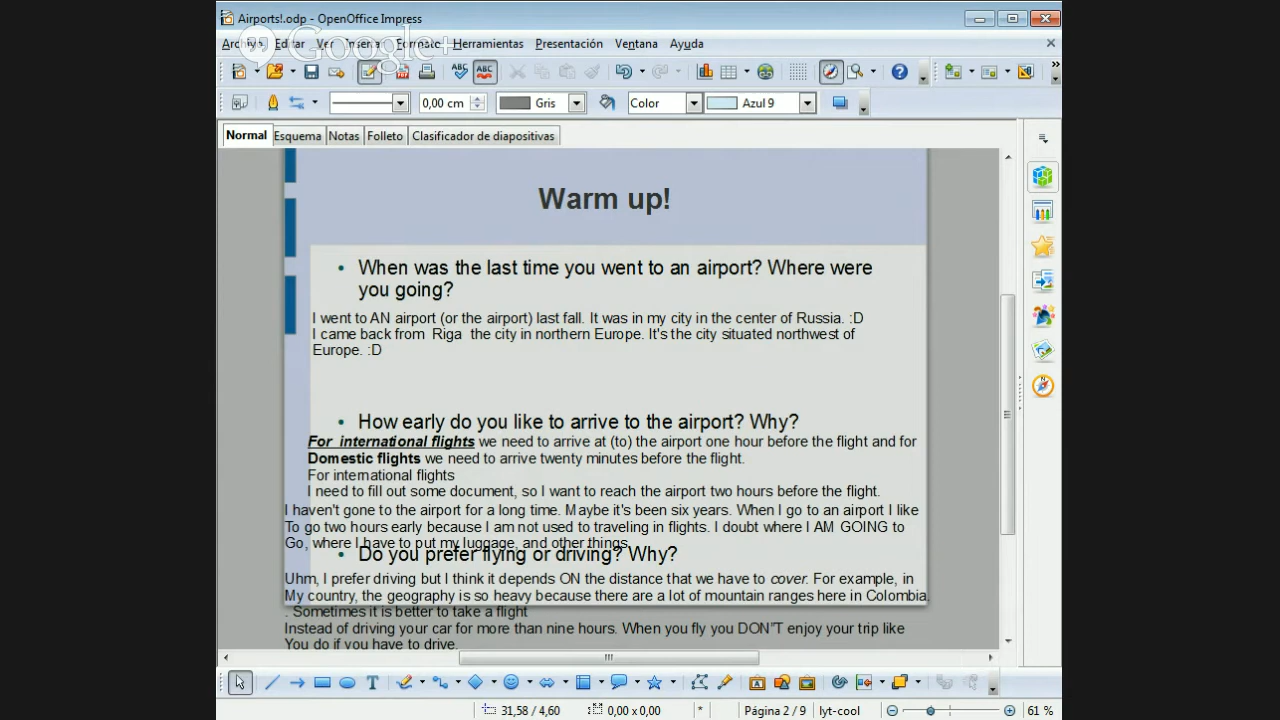 Airports!.odp - OpenOffice Impress
Archivo Editar Ver Insertar Formato Herramientas Presentación Ventana Ayuda
Google+
0,00 cm Gris Color Azul 9
Normal Esquema Notas Folleto Clasificador de diapositivas
Warm up!
• When was the last time you went to an airport? Where were
you going?
I went to AN airport (or the airport) last fall. It was in my city in the center of Russia. :D
I came back from Riga the city in northern Europe. It's the city situated northwest of
Europe. :D
• How early do you like to arrive to the airport? Why?
For international flights we need to arrive at (to) the airport one hour before the flight and for
Domestic flights we need to arrive twenty minutes before the flight.
For international flights
I need to fill out some document, so I want to reach the airport two hours before the flight.
I haven't gone to the airport for a long time. Maybe it's been six years. When I go to an airport I like
To go two hours early because I am not used to traveling in flights. I doubt where I AM GOING to
Go, where I have to put my luggage, and other things.
• Do you prefer flying or driving? Why?
Uhm, I prefer driving but I think it depends ON the distance that we have to cover. For example, in
My country, the geography is so heavy because there are a lot of mountain ranges here in Colombia.
. Sometimes it is better to take a flight
Instead of driving your car for more than nine hours. When you fly you DON"T enjoy your trip like
You do if you have to drive.
31,58 / 4,60 0,00 x 0,00 * Página 2 / 9 lyt-cool 61 %